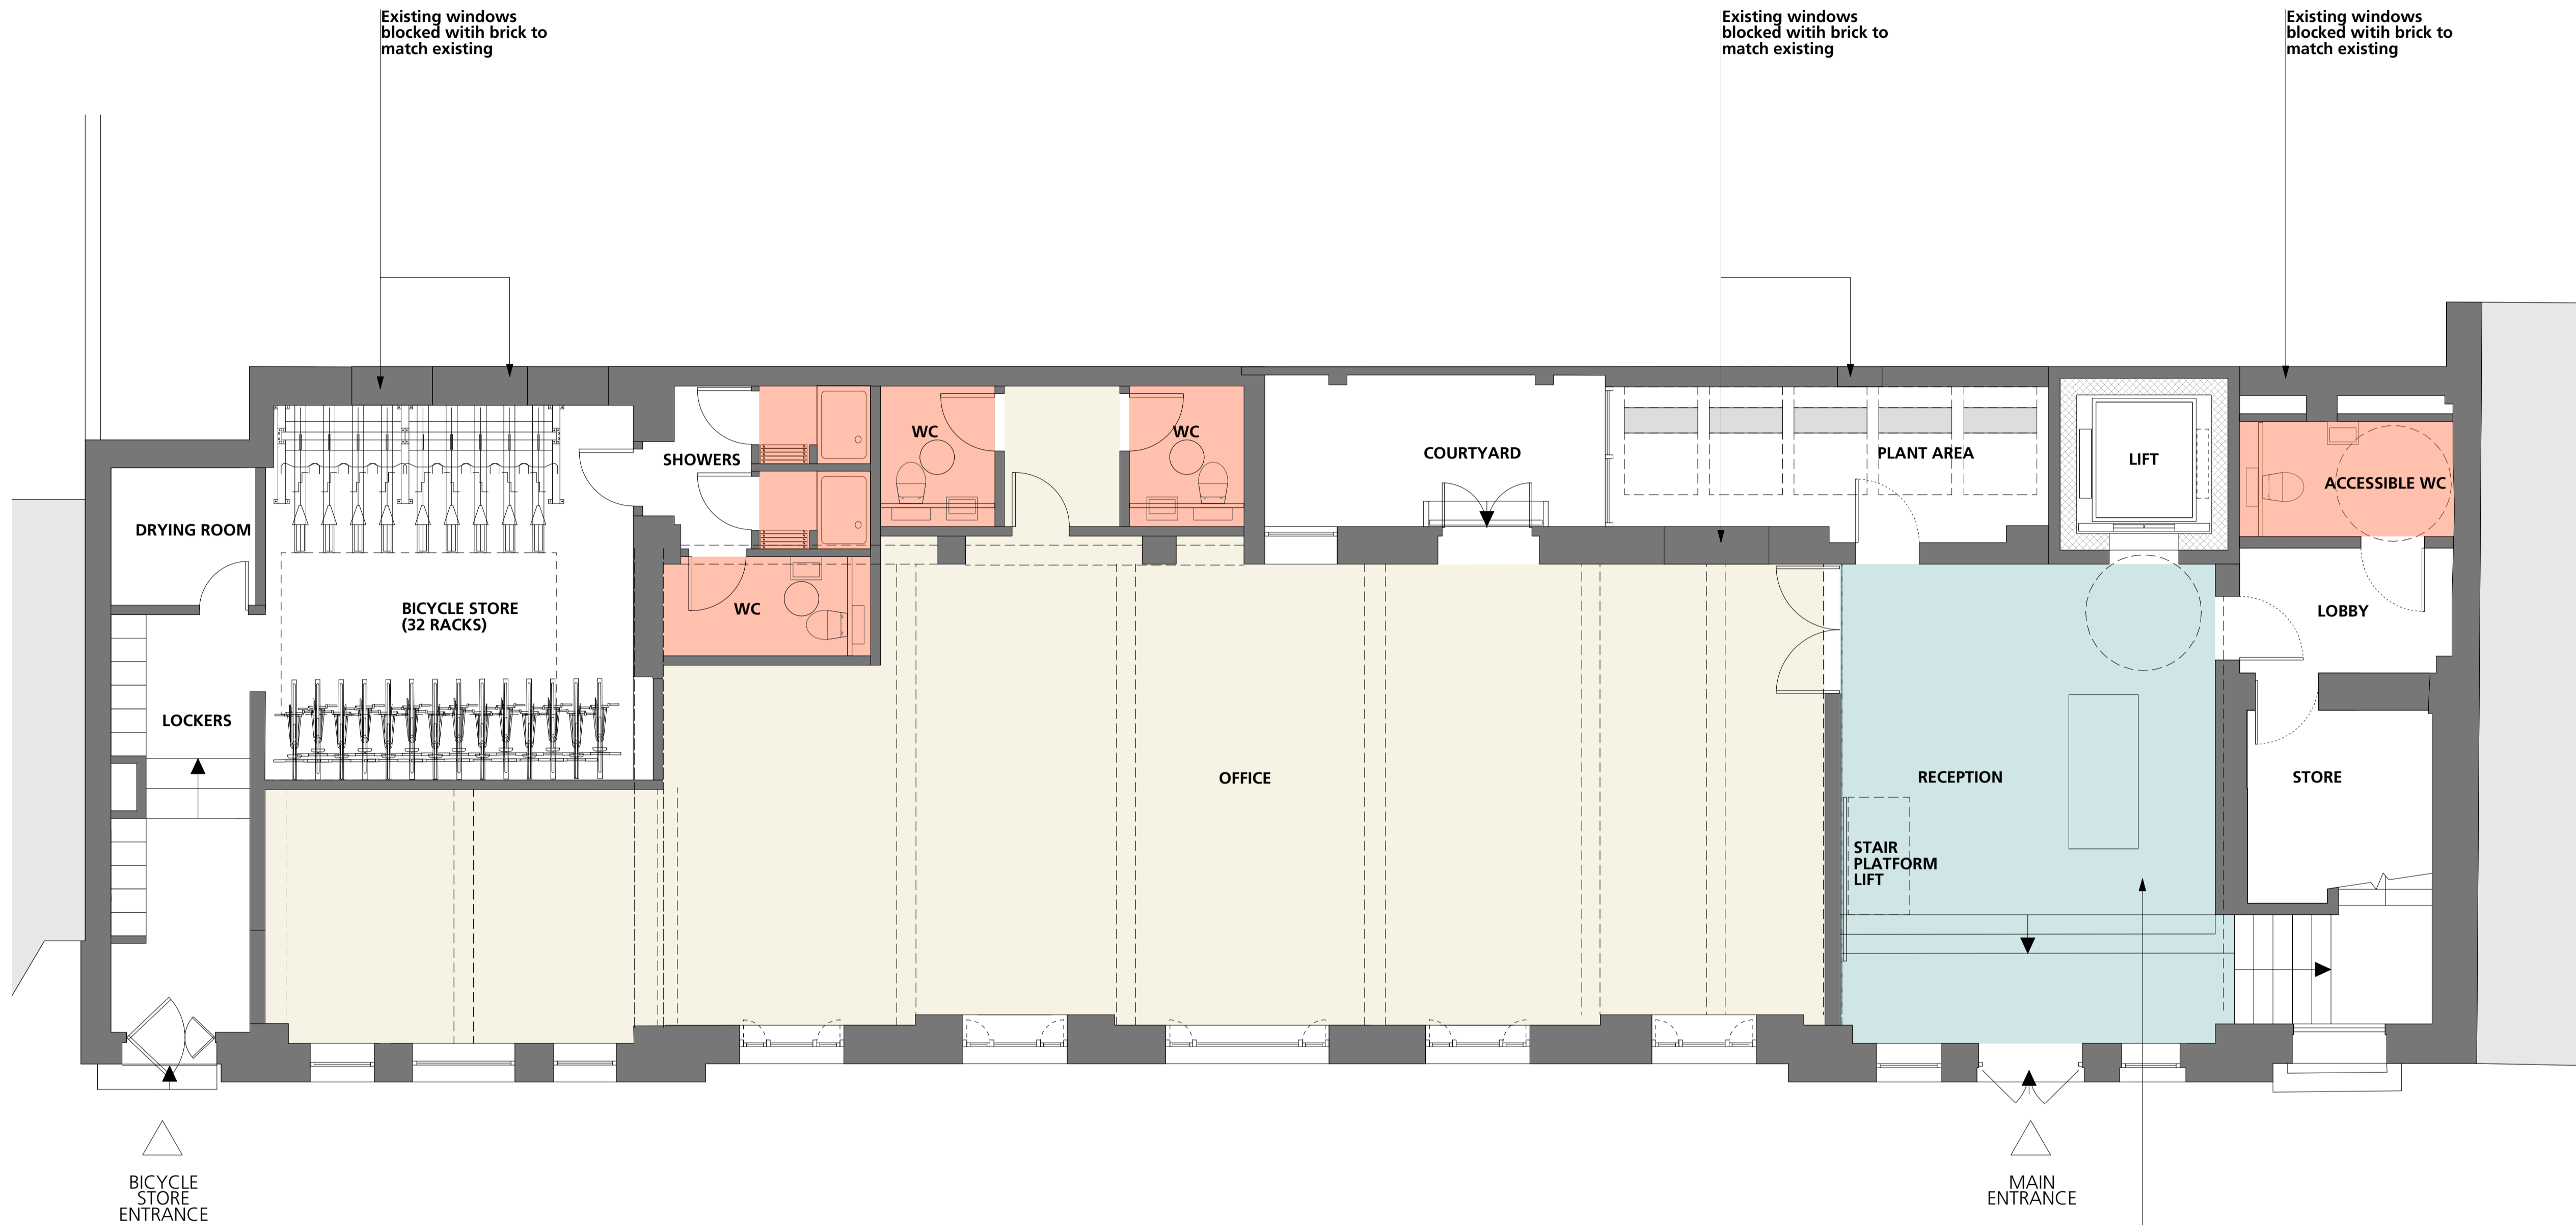 Existing windows
blocked witih brick to
match existing
Existing windows
blocked witih brick to
match existing
Existing windows
blocked witih brick to
match existing
WC
WC
SHOWERS
COURTYARD
PLANT AREA
LIFT
ACCESSIBLE WC
DRYING ROOM
BICYCLE STORE
(32 RACKS)
WC
LOBBY
LOCKERS
OFFICE
RECEPTION
STORE
STAIR
PLATFORM
LIFT
BICYCLE
STORE
ENTRANCE
MAIN
ENTRANCE